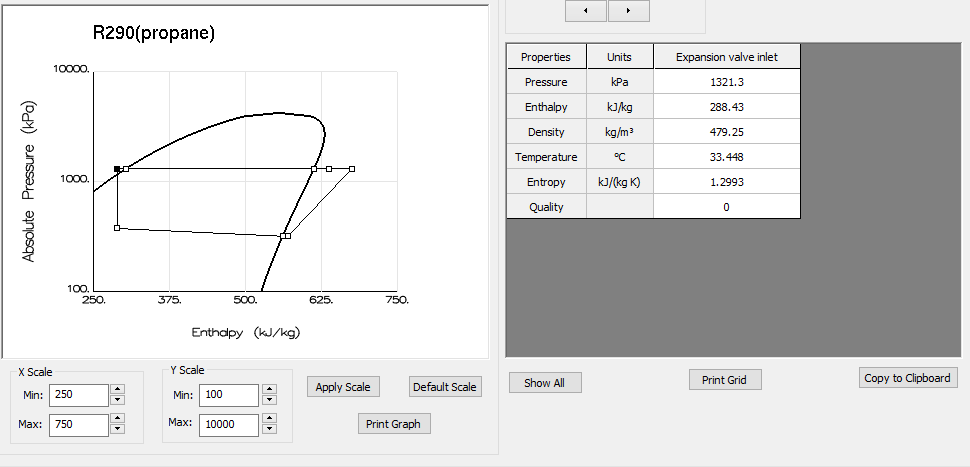 R290(propane)
10000.
1000.
100.
Absolute Pressure (kPa)
250. 375. 500. 625. 750.
Enthalpy (kJ/kg)
X Scale
Min: 250
Max: 750
Y Scale
Min: 100
Max: 10000
Apply Scale
Default Scale
Print Graph
Properties Units Expansion valve inlet
Pressure kPa 1321.3
Enthalpy kJ/kg 288.43
Density kg/m³ 479.25
Temperature °C 33.448
Entropy kJ/(kg K) 1.2993
Quality 0
Show All
Print Grid
Copy to Clipboard